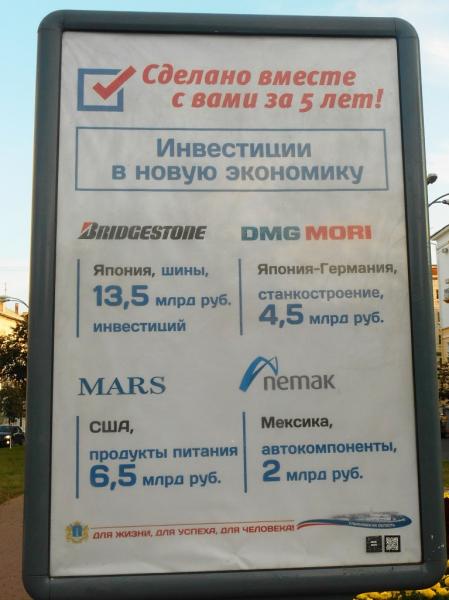 Сделано вместе
с вами за 5 лет!
Инвестиции
в новую экономику
BRIDGESTONE
Япония, шины,
13,5 млрд руб.
инвестиций
DMG MORI
Япония-Германия,
станкостроение,
4,5 млрд руб.
MARS
США,
продукты питания
6,5 млрд руб.
nemak
Мексика,
автокомпоненты,
2 млрд руб.
ДЛЯ ЖИЗНИ, ДЛЯ УСПЕХА, ДЛЯ ЧЕЛОВЕКА!
УЛЬЯНОВСКАЯ ОБЛАСТЬ